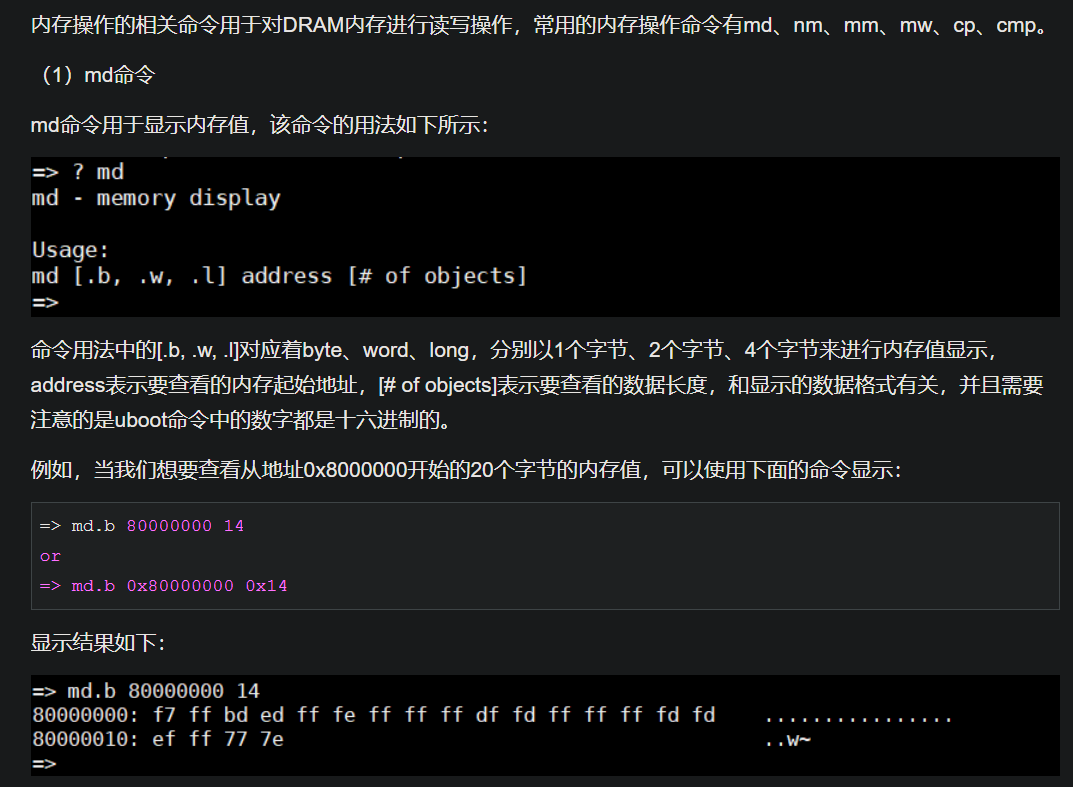 内存操作的相关命令用于对DRAM内存进行读写操作，常用的内存操作命令有md、nm、mm、mw、cp、cmp。
（1）md命令
md命令用于显示内存值，该命令的用法如下所示：
=> ? md
md - memory display
Usage:
md [.b, .w, .l] address [# of objects]
=>
命令用法中的[.b, .w, .l]对应着byte、word、long，分别以1个字节、2个字节、4个字节来进行内存值显示，
address表示要查看的内存起始地址，[# of objects]表示要查看的数据长度，和显示的数据格式有关，并且需要
注意的是uboot命令中的数字都是十六进制的。
例如，当我们想要查看从地址0x8000000开始的20个字节的内存值，可以使用下面的命令显示：
=> md.b 80000000 14
or
=> md.b 0x80000000 0x14
显示结果如下：
=> md.b 80000000 14
80000000: f7 ff bd ed ff fe ff ff ff df fd ff ff ff fd fd    ................
80000010: ef ff 77 7e    ..w~
=>